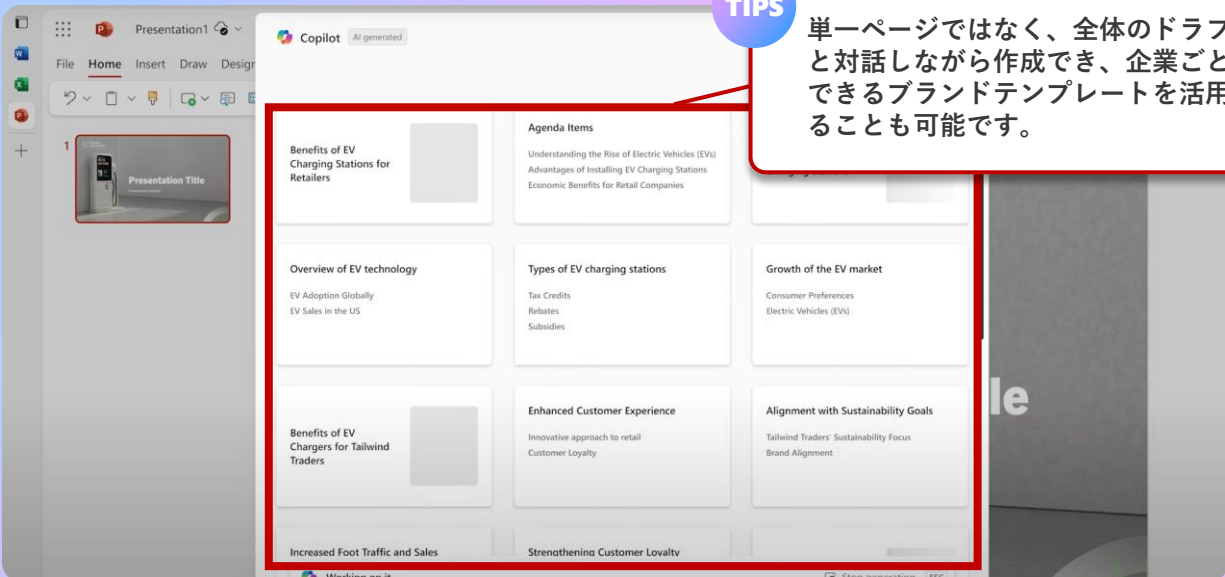 TIPS
単一ページではなく、全体のドラフ
と対話しながら作成でき、企業ごと
できるブランドテンプレートを活用
ることも可能です。
Presentation1
Copilot
AI generated
File Home Insert Draw Design
1
Presentation Title
Benefits of EV
Charging Stations for
Retailers
Agenda Items
Understanding the Rise of Electric Vehicles (EVs)
Advantages of Installing EV Charging Stations
Economic Benefits for Retail Companies
Overview of EV technology
EV Adoption Globally
EV Sales in the US
Types of EV charging stations
Tax Credits
Rebates
Subsidies
Growth of the EV market
Consumer Preferences
Electric Vehicles (EVs)
Benefits of EV
Chargers for Tailwind
Traders
Enhanced Customer Experience
Innovative approach to retail
Customer Loyalty
Alignment with Sustainability Goals
Tailwind Traders' Sustainability Focus
Brand Alignment
le
Increased Foot Traffic and Sales
Strengthening Customer Loyalty
Working on it
Stop generation ESC